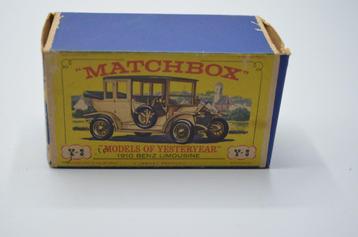 "MATCHBOX"
Y-3 "MODELS OF YESTERYEAR" Y-3
1910 BENZ LIMOUSINE